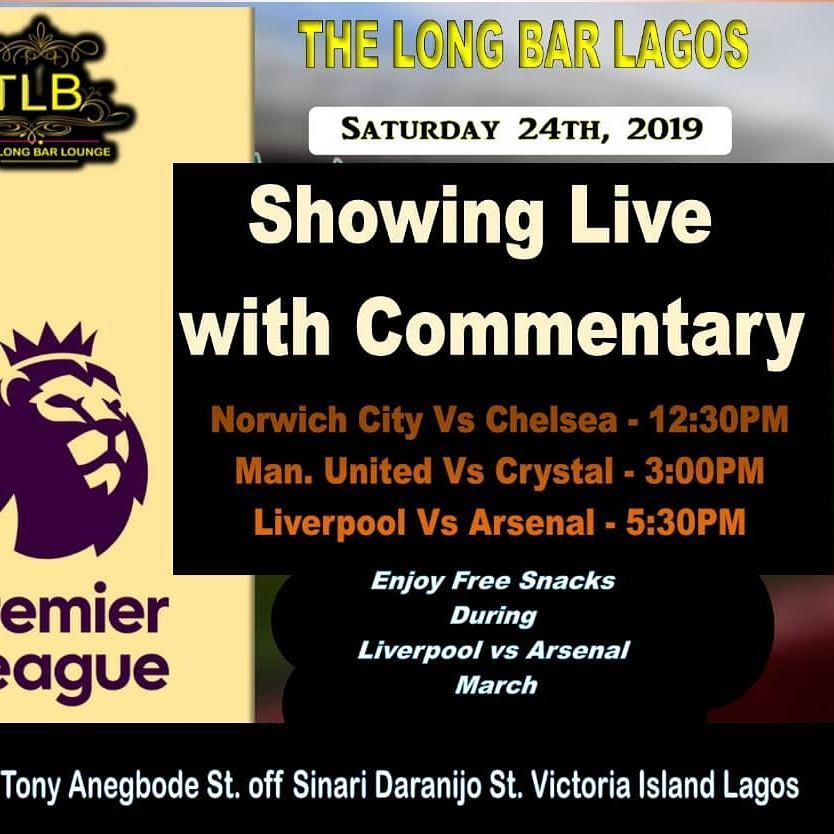 THE LONG BAR LAGOS
TLB
LONG BAR LOUNGE
SATURDAY 24TH, 2019
Showing Live
with Commentary
Norwich City Vs Chelsea - 12:30PM
Man. United Vs Crystal - 3:00PM
Liverpool Vs Arsenal - 5:30PM
emier
eague
Enjoy Free Snacks
During
Liverpool vs Arsenal
March
Tony Anegbode St. off Sinari Daranijo St. Victoria Island Lagos